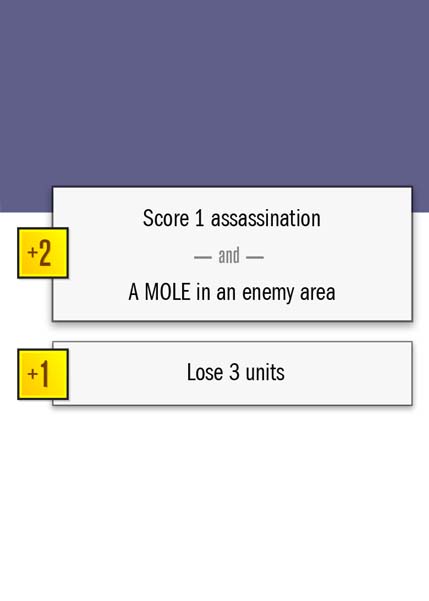 Score 1 assassination
— and —
+2
A MOLE in an enemy area
+1
Lose 3 units